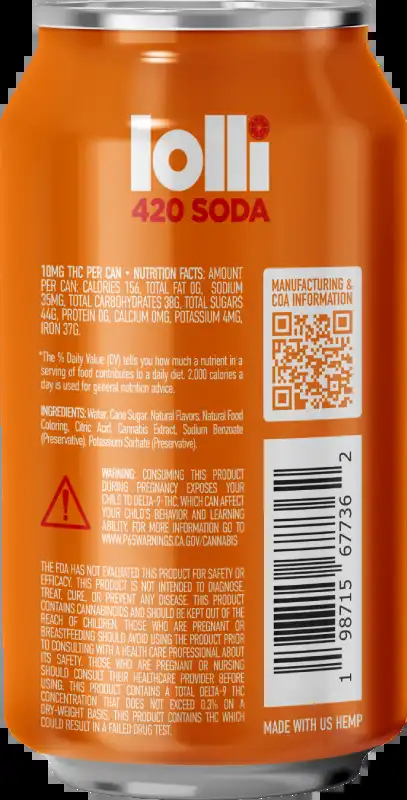 lolli
420 SODA
10MG THC PER CAN • NUTRITION FACTS: AMOUNT
PER CAN: CALORIES 156, TOTAL FAT 0G, SODIUM
35MG, TOTAL CARBOHYDRATES 38G, TOTAL SUGARS
44G, PROTEIN 0G, CALCIUM 0MG, POTASSIUM 4MG,
IRON 37G.
*The % Daily Value (CV) tells you how much a nutrient in a
serving of food contributes to a daily diet. 2,000 calories a
day is used for general nutrition advice.
INGREDIENTS: Water, Cane Sugar, Natural Flavors, Natural Food
Coloring, Citric Acid, Cannabis Extract, Sodium Benzoate
(Preservative), Potassium Sorbate (Preservative).
WARNING: CONSUMING THIS PRODUCT
DURING PREGNANCY EXPOSES YOUR
CHILD TO DELTA-9 THC, WHICH CAN AFFECT
YOUR CHILD'S BEHAVIOR AND LEARNING
ABILITY. FOR MORE INFORMATION GO TO
WWW.P65WARNINGS.CA.GOV/CANNABIS
THE FDA HAS NOT EVALUATED THIS PRODUCT FOR SAFETY OR
EFFICACY. THIS PRODUCT IS NOT INTENDED TO DIAGNOSE,
TREAT, CURE, OR PREVENT ANY DISEASE. THIS PRODUCT
CONTAINS CANNABINOIDS AND SHOULD BE KEPT OUT OF THE
REACH OF CHILDREN. THOSE WHO ARE PREGNANT OR
BREASTFEEDING SHOULD AVOID USING THE PRODUCT PRIOR
TO CONSULTING WITH A HEALTH CARE PROFESSIONAL ABOUT
ITS SAFETY. THOSE WHO ARE PREGNANT OR NURSING
SHOULD CONSULT THEIR HEALTHCARE PROVIDER BEFORE
USING. THIS PRODUCT CONTAINS A TOTAL DELTA-9 THC
CONCENTRATION THAT DOES NOT EXCEED 0.3% ON A
DRY-WEIGHT BASIS. THIS PRODUCT CONTAINS THC WHICH
COULD RESULT IN A FAILED DRUG TEST.
MANUFACTURING &
COA INFORMATION
1 98715 67736 2
MADE WITH US HEMP